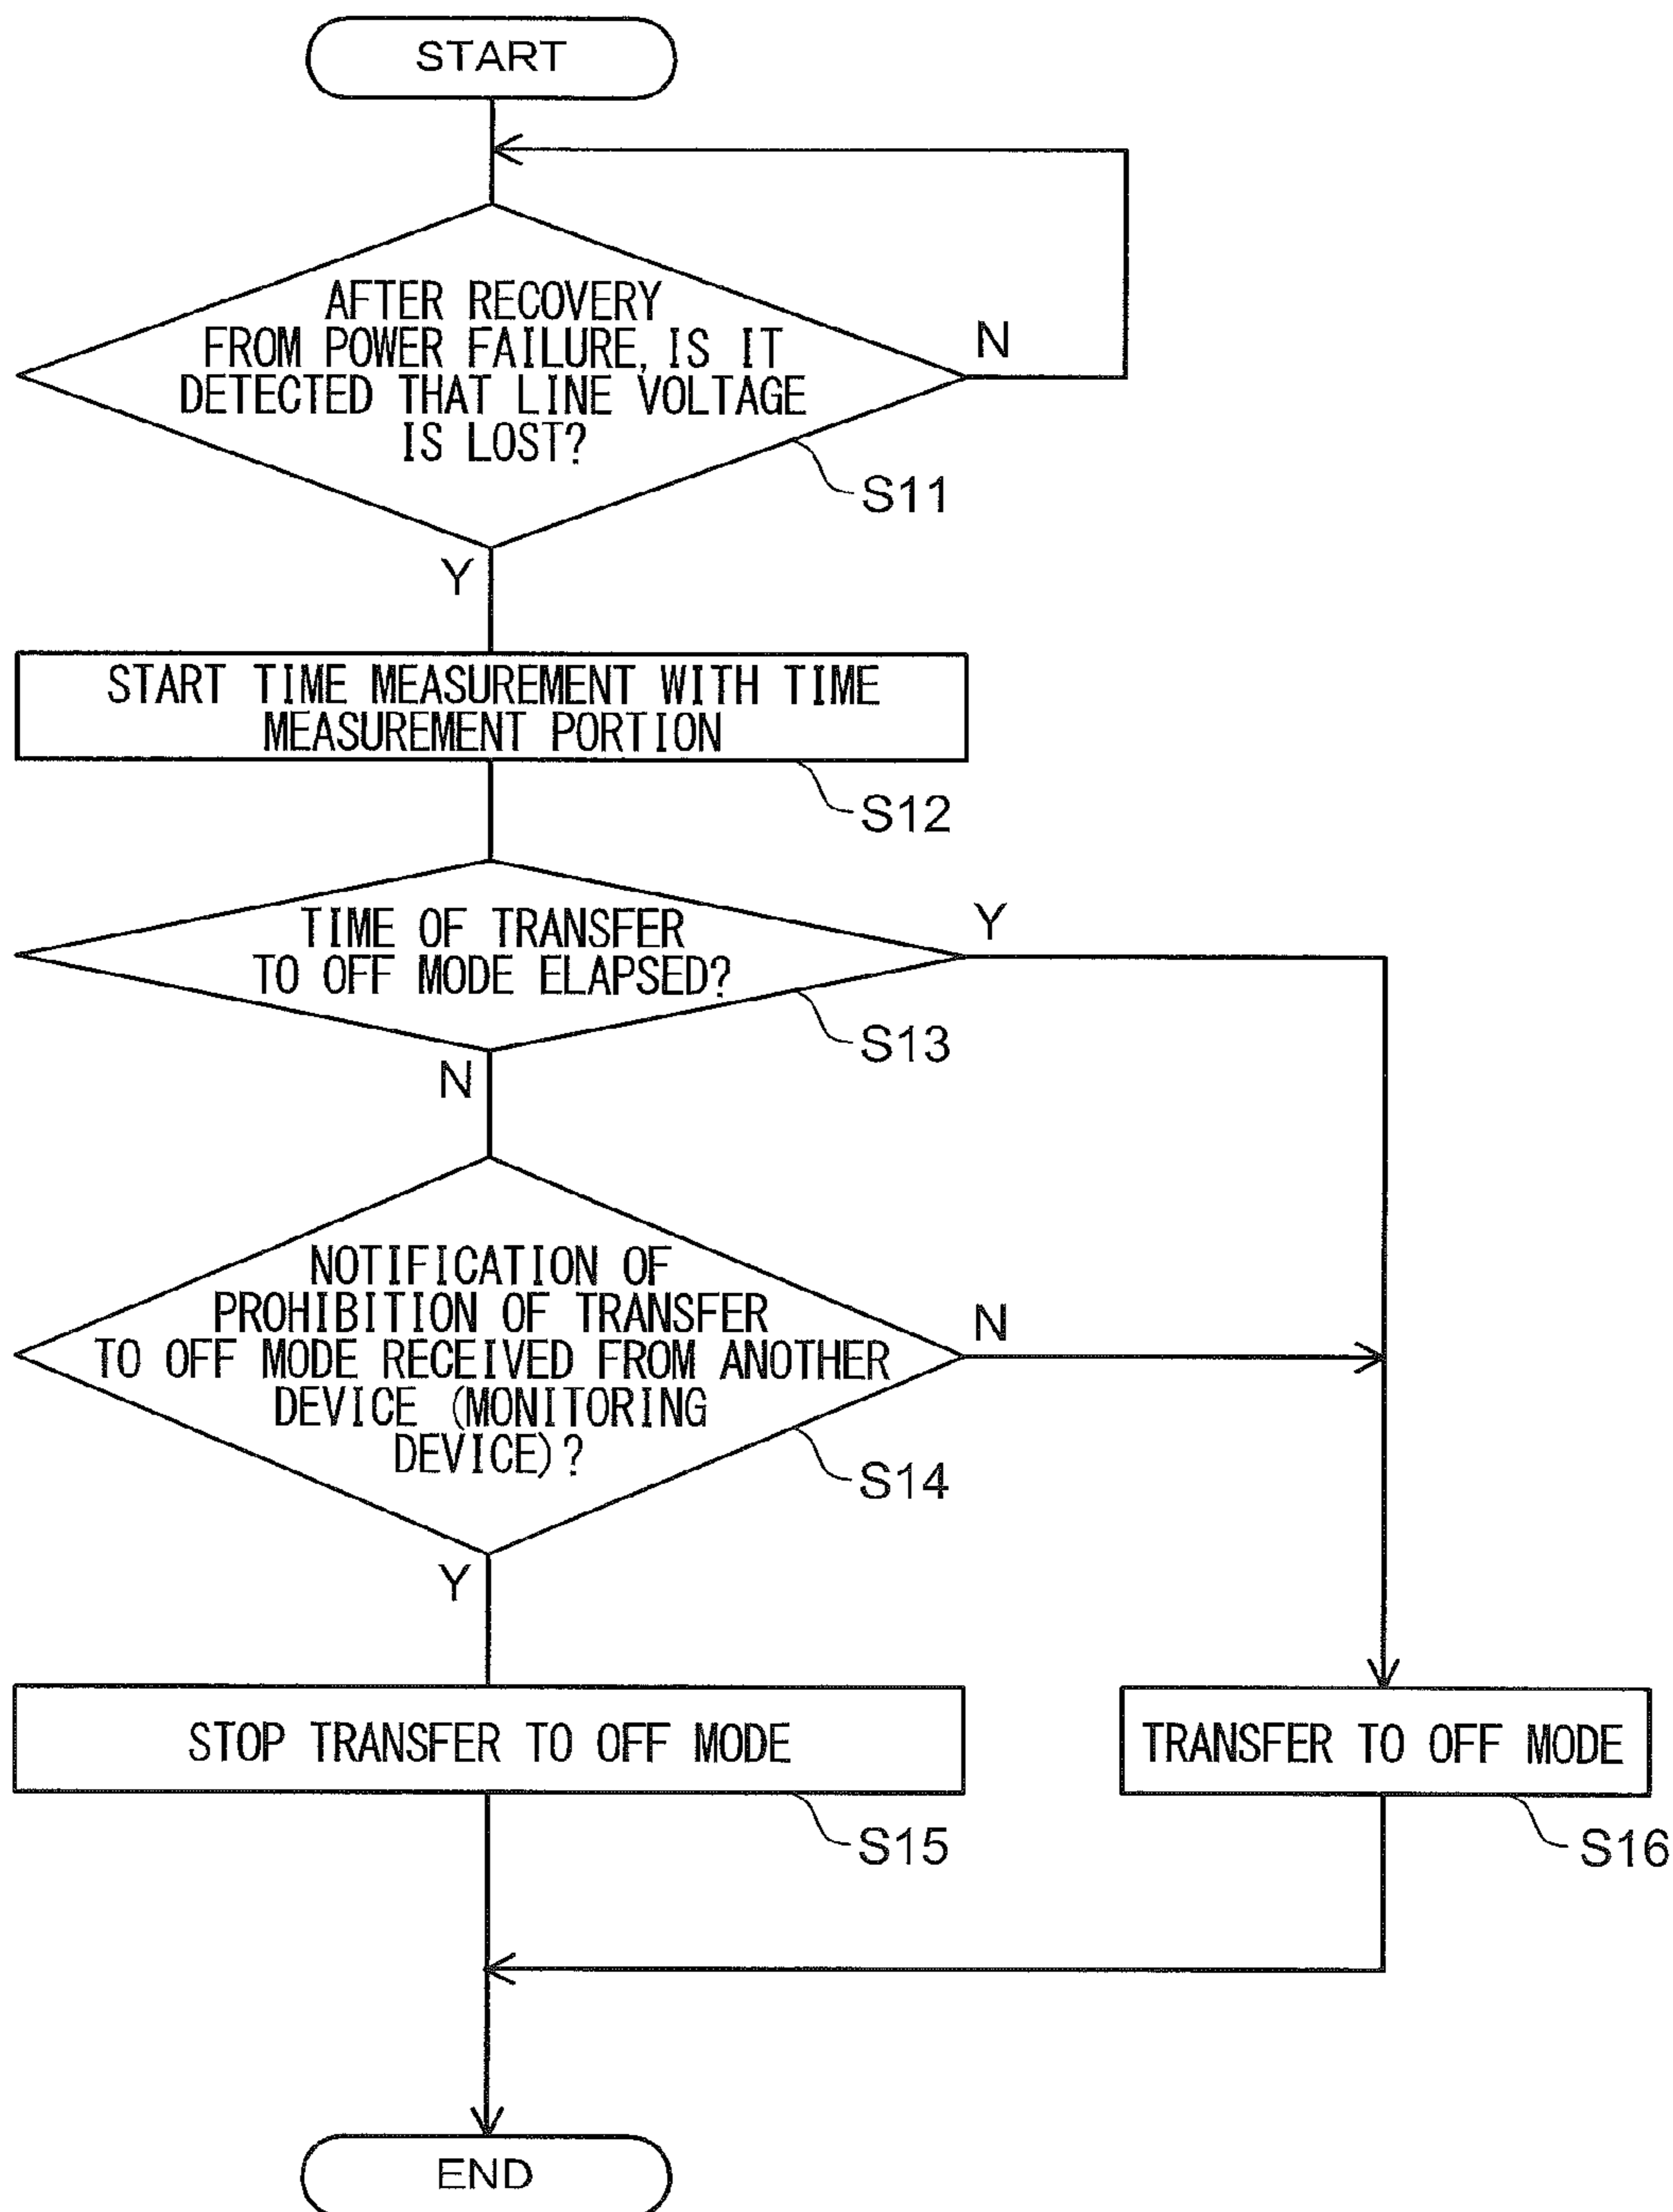 START
AFTER RECOVERY
FROM POWER FAILURE, IS IT
DETECTED THAT LINE VOLTAGE
IS LOST?
N
S11
Y
START TIME MEASUREMENT WITH TIME
MEASUREMENT PORTION
S12
TIME OF TRANSFER
TO OFF MODE ELAPSED?
Y
S13
N
NOTIFICATION OF
PROHIBITION OF TRANSFER
TO OFF MODE RECEIVED FROM ANOTHER
DEVICE (MONITORING
DEVICE)?
N
S14
Y
STOP TRANSFER TO OFF MODE
S15
TRANSFER TO OFF MODE
S16
END